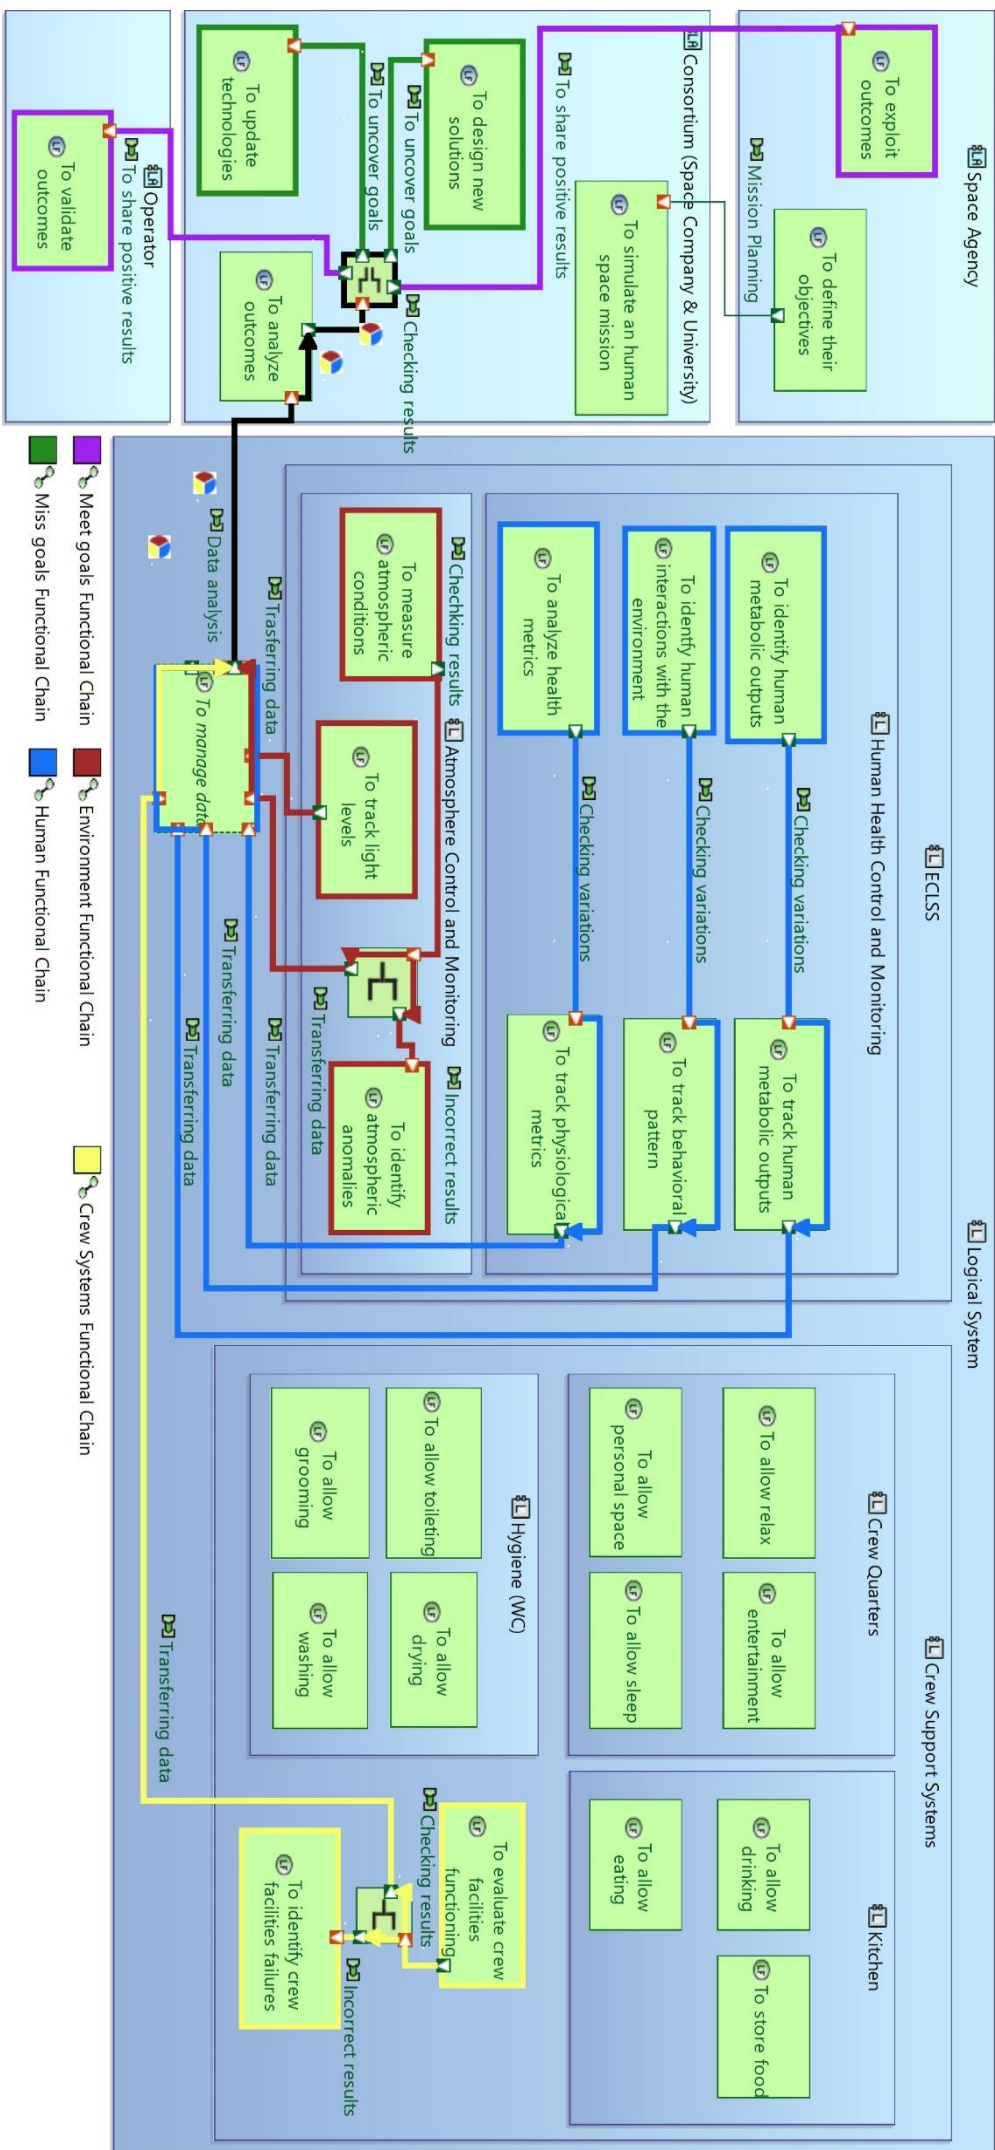 Space Agency
To exploit
outcomes
To define their
objectives
Mission Planning
Consortium (Space Company & University)
To share positive results
To simulate an human
space mission
To design new
solutions
To uncover goals
To uncover goals
To update
technologies
Checking results
To analyze
outcomes
Operator
To share positive results
To validate
outcomes
Logical System
ECLSS
Human Health Control and Monitoring
To identify human
metabolic outputs
Checking variations
To track human
metabolic outputs
To identify human
interactions with the
environment
Checking variations
To track behavioral
pattern
To analyze health
metrics
Checking variations
To track physiological
metrics
Atmosphere Control and Monitoring
Chechking results
Incorrect results
To measure
atmospheric
conditions
To track light
levels
To identify
atmospheric
anomalies
Transferring data
Trasferring data
Transferring data
Transferring data
Transferring data
Data analysis
To manage data
Crew Support Systems
Crew Quarters
To allow relax
To allow
entertainment
To allow
personal space
To allow sleep
Kitchen
To allow
drinking
To store food
To allow
eating
Hygiene (WC)
To allow toileting
To allow
drying
To allow
grooming
To allow
washing
To evaluate crew
facilities
functioning
Checking results
Incorrect results
To identify crew
facilities failures
Transferring data
Meet goals Functional Chain
Environment Functional Chain
Crew Systems Functional Chain
Miss goals Functional Chain
Human Functional Chain